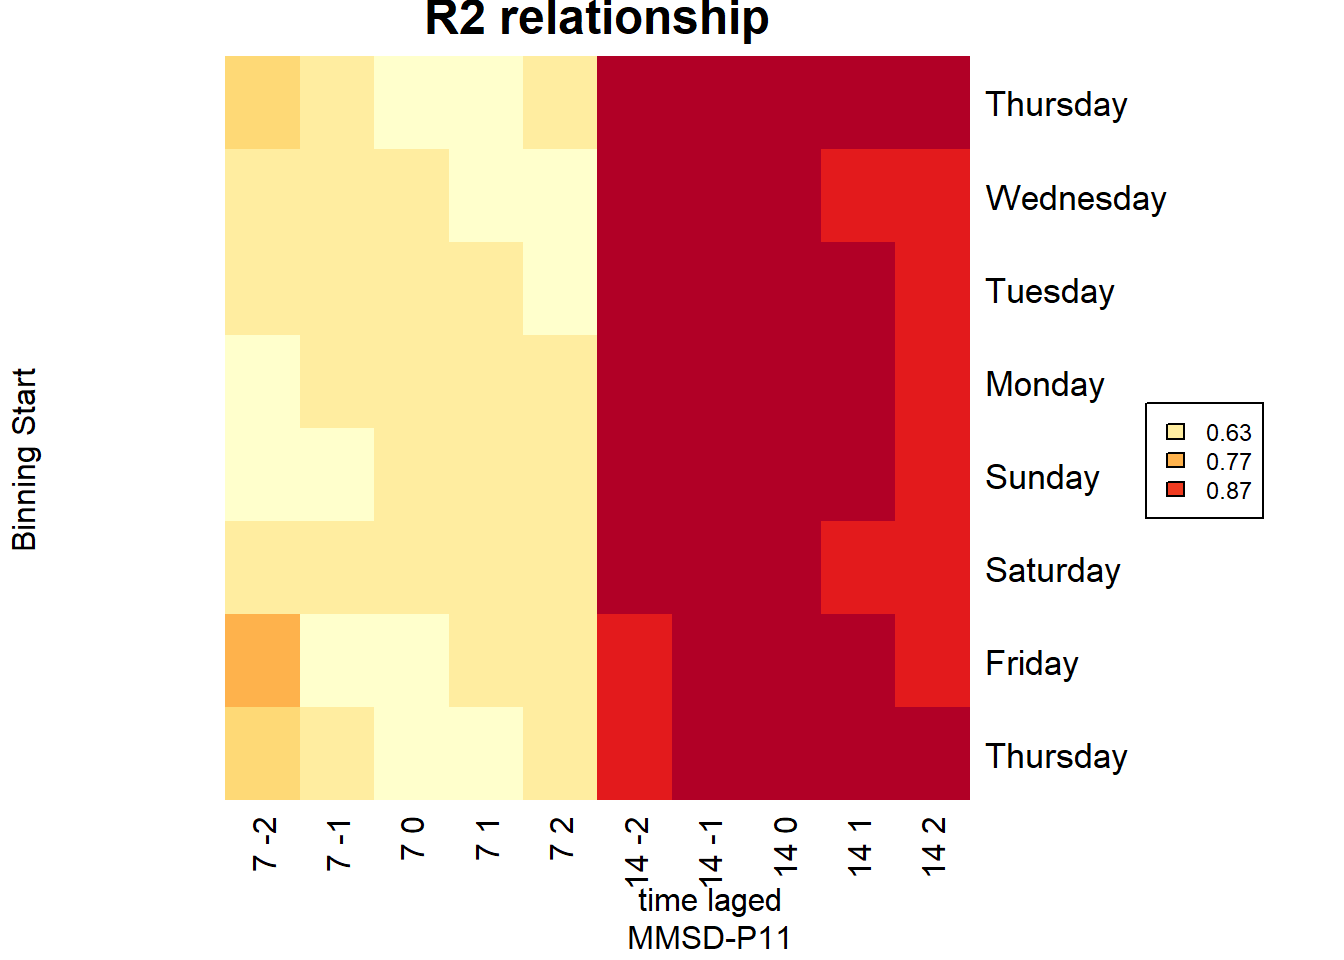 R2 relationship
Thursday
Wednesday
Tuesday
Monday
Sunday
Saturday
Friday
Thursday
Binning Start
0.63
0.77
0.87
7 -2
7 -1
7 0
7 1
7 2
14 -2
14 -1
14 0
14 1
14 2
time laged
MMSD-P11